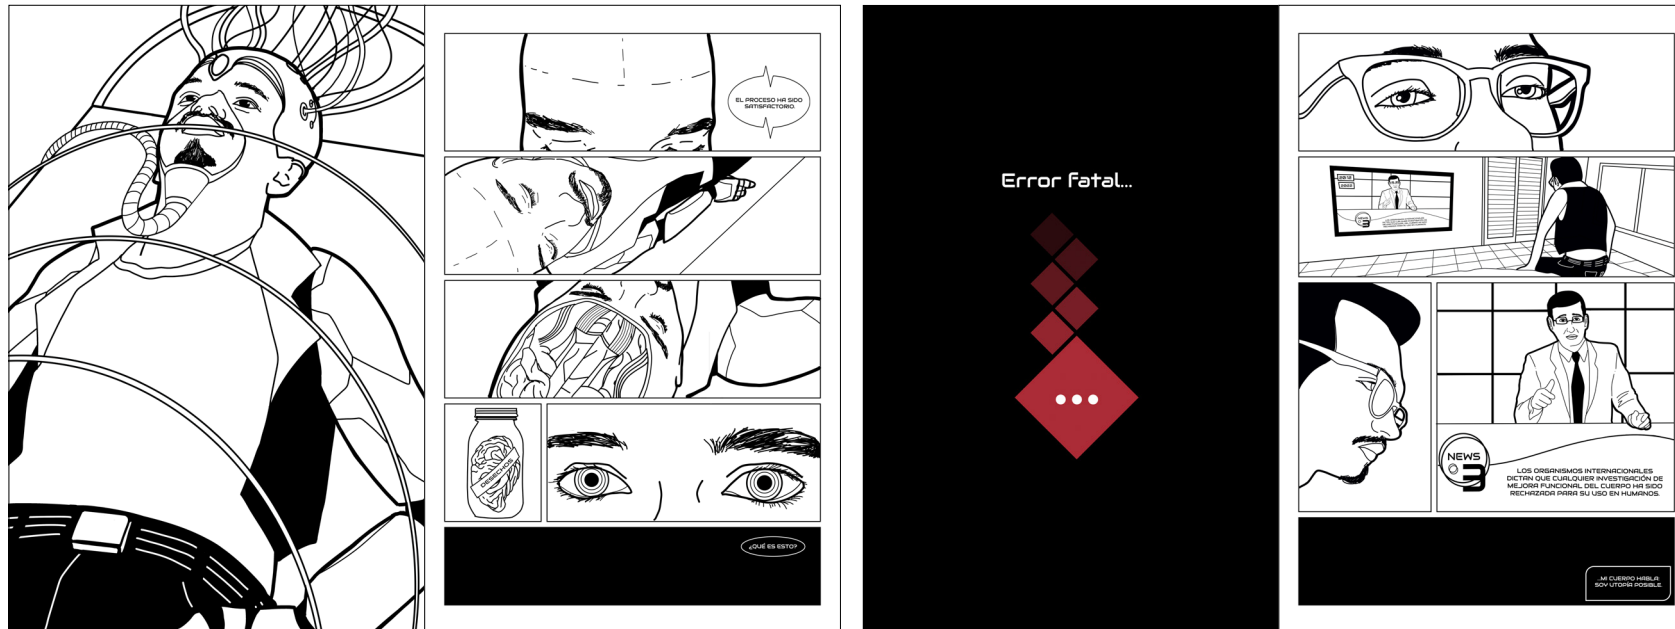 EL PROCESO HA SIDO
SATISFACTORIO.
DESECHOS
¿QUÉ ES ESTO?
Error fatal...
NEWS
3
LOS ORGANISMOS INTERNACIONALES
DICTAN QUE CUALQUIER INVESTIGACIÓN DE
MEJORA FUNCIONAL DEL CUERPO HA SIDO
RECHAZADA PARA SU USO EN HUMANOS.
...MI CUERPO HABLA:
SOY UTOPÍA POSIBLE.